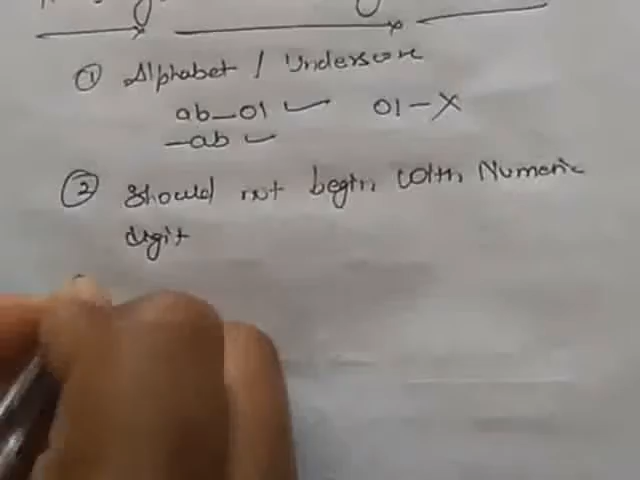 ① Alphabet / Underscore
ab_01 ✓ 01 - X
_ab ✓
② Should not begin with Numeric
digit